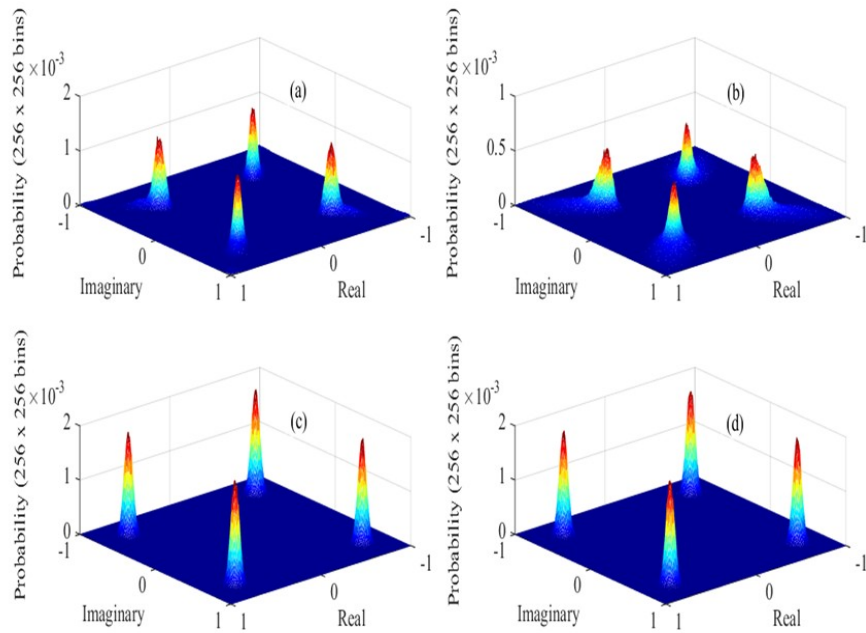 Probability (256 x 256 bins)
×10⁻³
2
1
0
-1
0
1
Imaginary
1
0
-1
Real
(a)
Probability (256 x 256 bins)
×10⁻³
1
0.5
0
-1
0
1
Imaginary
1
0
-1
Real
(b)
Probability (256 x 256 bins)
×10⁻³
2
1
0
-1
0
1
Imaginary
1
0
-1
Real
(c)
Probability (256 x 256 bins)
×10⁻³
2
1
0
-1
0
1
Imaginary
1
0
-1
Real
(d)